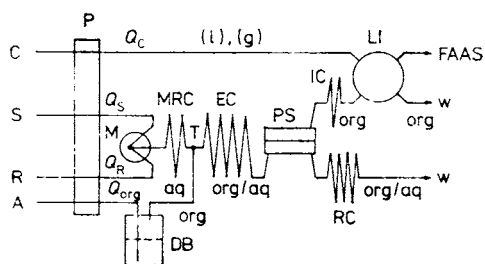 P
C Q_C (i),(g) LI FAAS
IC
S Q_S MRC EC PS org org w
M T
R Q_R aq org/aq org/aq w
A Q_org org RC
DB